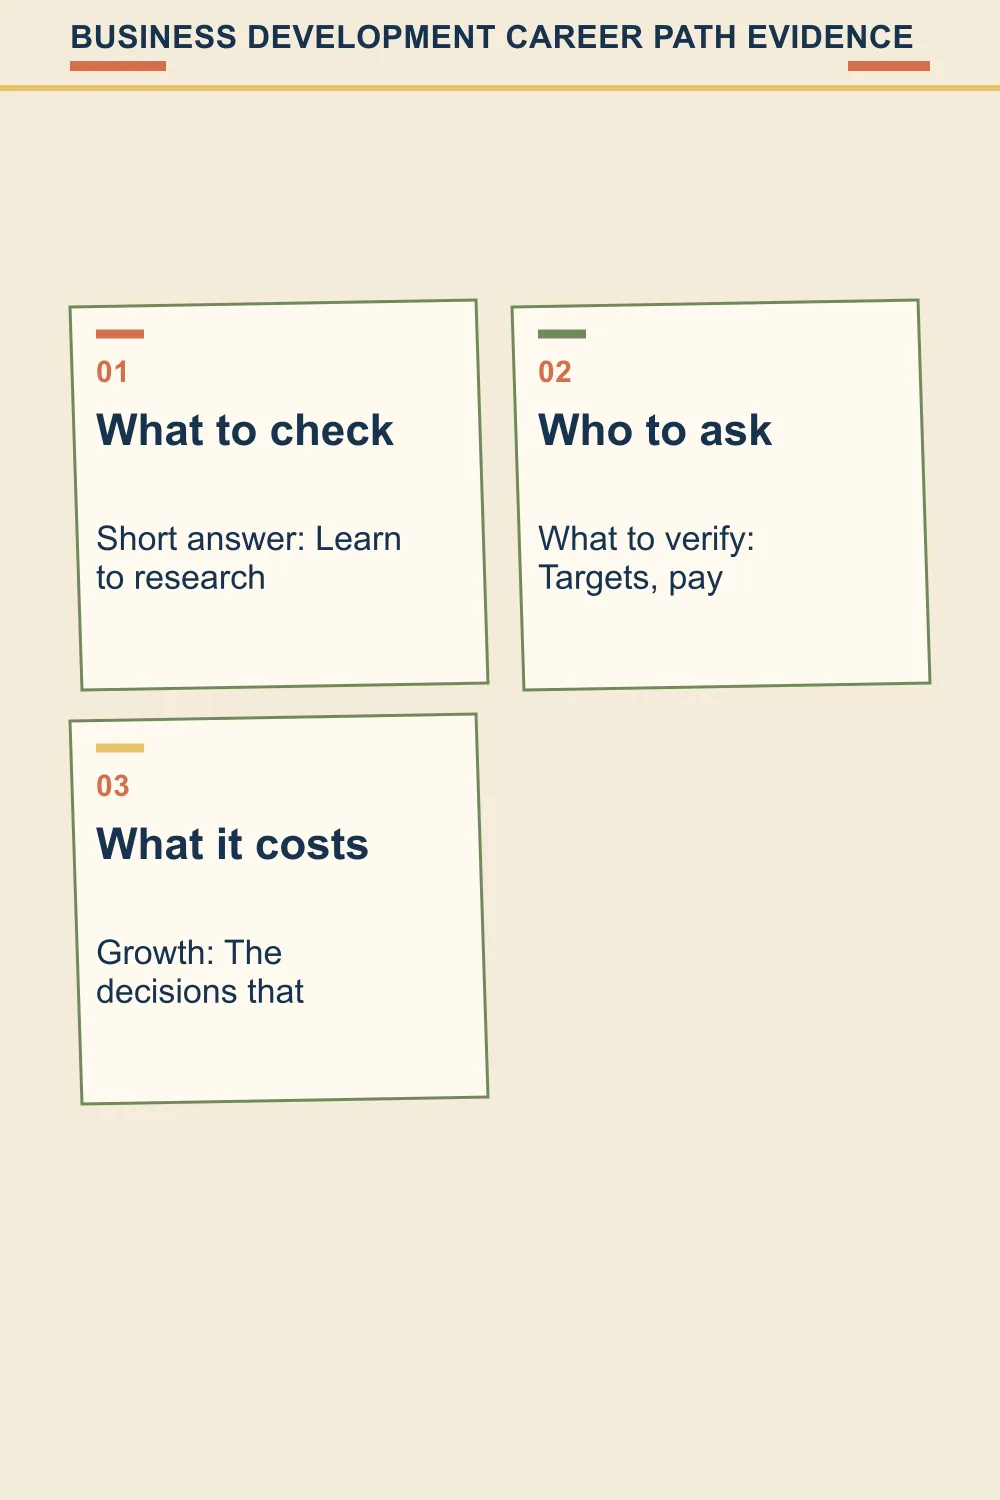 BUSINESS DEVELOPMENT CAREER PATH EVIDENCE
01
What to check
Short answer: Learn
to research
02
Who to ask
What to verify:
Targets, pay
03
What it costs
Growth: The
decisions that